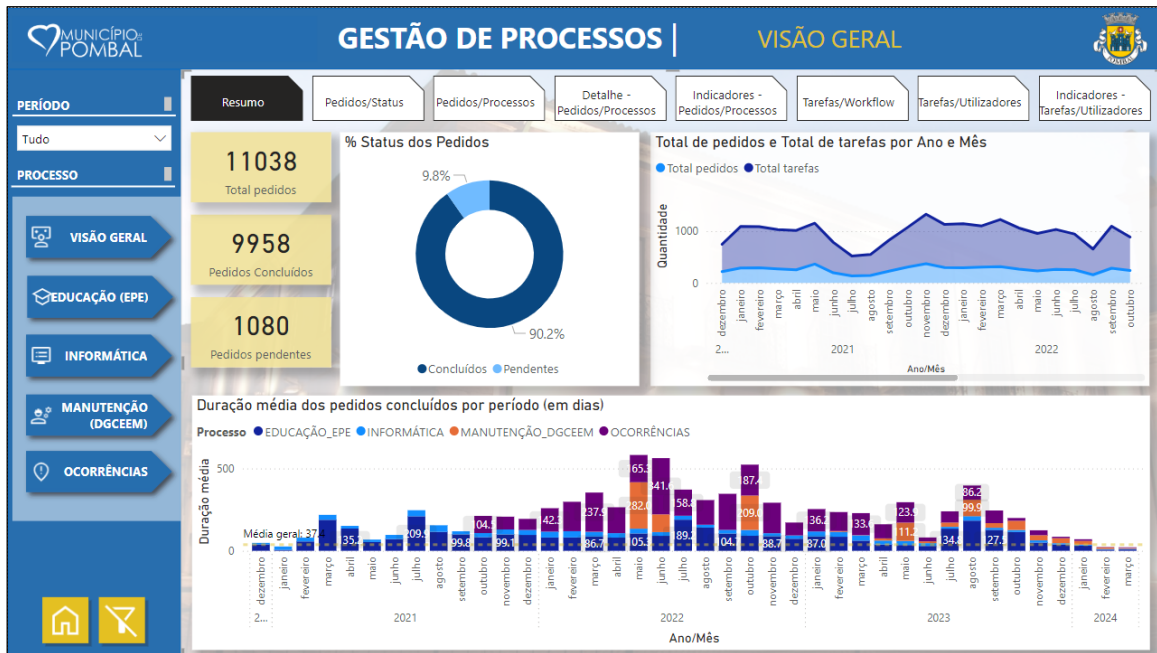 MUNICÍPIO DE
POMBAL
GESTÃO DE PROCESSOS |
VISÃO GERAL
POMBAL
PERÍODO
Tudo
PROCESSO
VISÃO GERAL
EDUCAÇÃO (EPE)
INFORMÁTICA
MANUTENÇÃO
(DGCEEM)
OCORRÊNCIAS
Resumo
Pedidos/Status
Pedidos/Processos
Detalhe -
Pedidos/Processos
Indicadores -
Pedidos/Processos
Tarefas/Workflow
Tarefas/Utilizadores
Indicadores -
Tarefas/Utilizadores
11038
Total pedidos
9958
Pedidos Concluídos
1080
Pedidos pendentes
% Status dos Pedidos
9.8%
90.2%
Concluídos Pendentes
Total de pedidos e Total de tarefas por Ano e Mês
Total pedidos Total tarefas
Quantidade
1000
0
dezembro janeiro fevereiro março abril maio junho julho agosto setembro outubro novembro dezembro janeiro fevereiro março abril maio junho julho agosto setembro outubro
2... 2021 2022
Ano/Mês
Duração média dos pedidos concluídos por período (em dias)
Processo EDUCAÇÃO_EPE INFORMÁTICA MANUTENÇÃO_DGCEEM OCORRÊNCIAS
Duração média
500
0
Média geral: 37.4
dezembro janeiro fevereiro março abril maio junho julho agosto setembro outubro novembro dezembro janeiro fevereiro março abril maio junho julho agosto setembro outubro novembro dezembro janeiro fevereiro março abril maio junho julho agosto setembro outubro novembro dezembro janeiro fevereiro março
2... 2021 2022 2023 2024
Ano/Mês